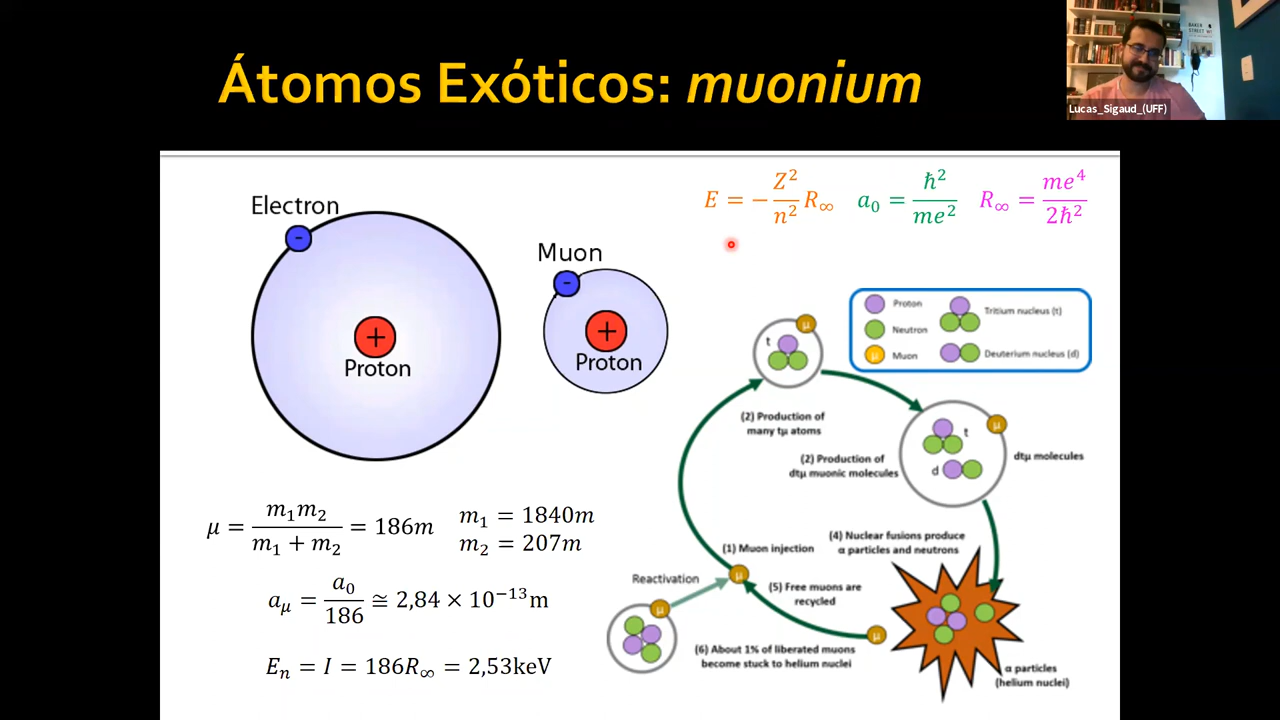 Átomos Exóticos: muonium
BAKER
STREET W1
Lucas_Sigaud_(UFF)
Electron
-
+
Proton
Muon
-
+
Proton
E = −Z²/n² R∞
a₀ = ℏ²/me²
R∞ = me⁴/2ℏ²
Proton
Neutron
μ
Muon
Tritium nucleus (t)
Deuterium nucleus (d)
μ
t
(2) Production of
many tμ atoms
μ
t
d
(2) Production of
dtμ muonic molecules
dtμ molecules
(4) Nuclear fusions produce
α particles and neutrons
(1) Muon injection
μ
Reactivation
μ
(5) Free muons are
recycled
μ
(6) About 1% of liberated muons
become stuck to helium nuclei
α particles
(helium nuclei)
μ = m₁m₂/m₁ + m₂ = 186m
m₁ = 1840m
m₂ = 207m
aμ = a₀/186 ≅ 2,84 × 10⁻¹³m
Eₙ = I = 186R∞ = 2,53keV